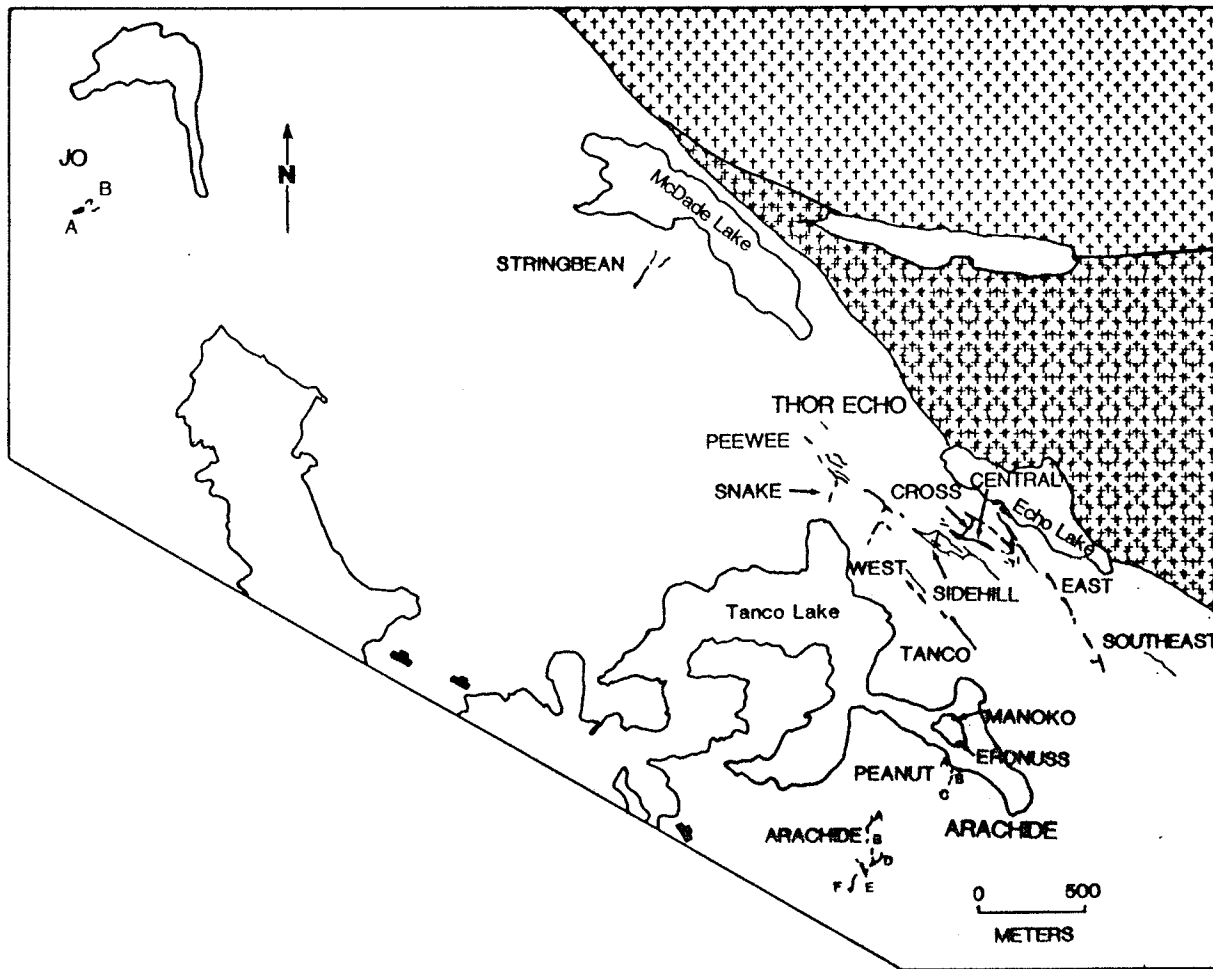 JO
B
A
N
McDade Lake
STRINGBEAN
THOR ECHO
PEEWEE
SNAKE
CROSS
CENTRAL
Echo Lake
WEST
SIDEHILL
EAST
Tanco Lake
TANCO
SOUTHEAST
MANOKO
ERDNUSS
PEANUT
A
B
C
ARACHIDE
ARACHIDE
A
B
D
E
F
0 500
METERS